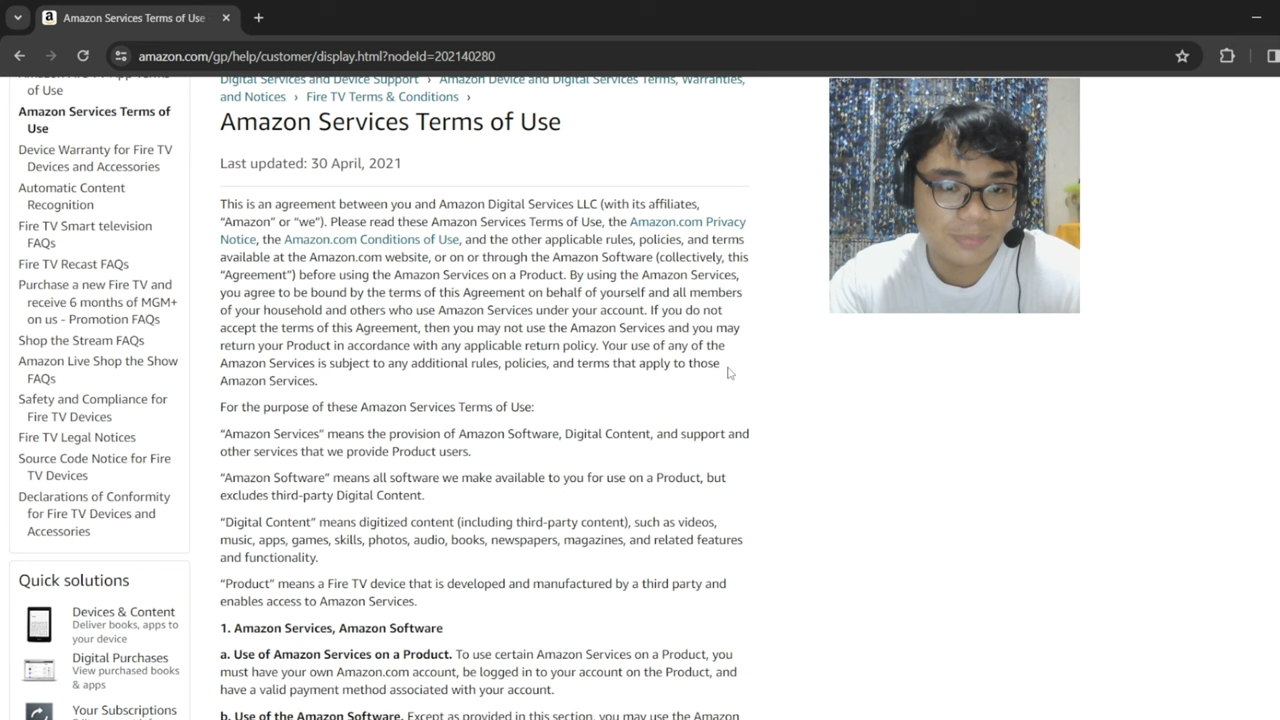 Amazon Services Terms of Use
amazon.com/gp/help/customer/display.html?nodeId=202140280
of Use
Amazon Services Terms of
Use
Device Warranty for Fire TV
Devices and Accessories
Automatic Content
Recognition
Fire TV Smart television
FAQs
Fire TV Recast FAQs
Purchase a new Fire TV and
receive 6 months of MGM+
on us - Promotion FAQs
Shop the Stream FAQs
Amazon Live Shop the Show
FAQs
Safety and Compliance for
Fire TV Devices
Fire TV Legal Notices
Source Code Notice for Fire
TV Devices
Declarations of Conformity
for Fire TV Devices and
Accessories
Quick solutions
Devices & Content
Deliver books, apps to
your device
Digital Purchases
View purchased books
& apps
Your Subscriptions
Digital Services and Device Support › Amazon Device and Digital Services Terms, Warranties,
and Notices › Fire TV Terms & Conditions ›
Amazon Services Terms of Use
Last updated: 30 April, 2021
This is an agreement between you and Amazon Digital Services LLC (with its affiliates,
“Amazon” or “we”). Please read these Amazon Services Terms of Use, the Amazon.com Privacy
Notice, the Amazon.com Conditions of Use, and the other applicable rules, policies, and terms
available at the Amazon.com website, or on or through the Amazon Software (collectively, this
“Agreement”) before using the Amazon Services on a Product. By using the Amazon Services,
you agree to be bound by the terms of this Agreement on behalf of yourself and all members
of your household and others who use Amazon Services under your account. If you do not
accept the terms of this Agreement, then you may not use the Amazon Services and you may
return your Product in accordance with any applicable return policy. Your use of any of the
Amazon Services is subject to any additional rules, policies, and terms that apply to those
Amazon Services.
For the purpose of these Amazon Services Terms of Use:
“Amazon Services” means the provision of Amazon Software, Digital Content, and support and
other services that we provide Product users.
“Amazon Software” means all software we make available to you for use on a Product, but
excludes third-party Digital Content.
“Digital Content” means digitized content (including third-party content), such as videos,
music, apps, games, skills, photos, audio, books, newspapers, magazines, and related features
and functionality.
“Product” means a Fire TV device that is developed and manufactured by a third party and
enables access to Amazon Services.
1. Amazon Services, Amazon Software
a. Use of Amazon Services on a Product. To use certain Amazon Services on a Product, you
must have your own Amazon.com account, be logged in to your account on the Product, and
have a valid payment method associated with your account.
b. Use of the Amazon Software. Except as provided in this section, you may use the Amazon